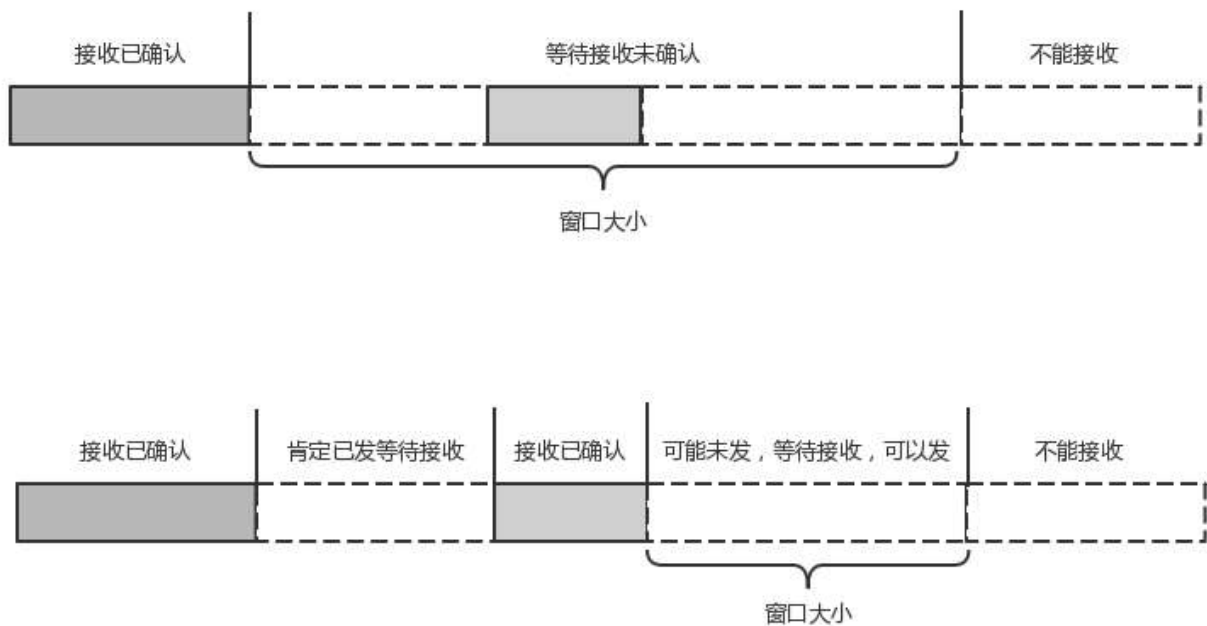 接收已确认
等待接收未确认
不能接收
窗口大小
接收已确认
肯定已发等待接收
接收已确认
可能未发，等待接收，可以发
不能接收
窗口大小